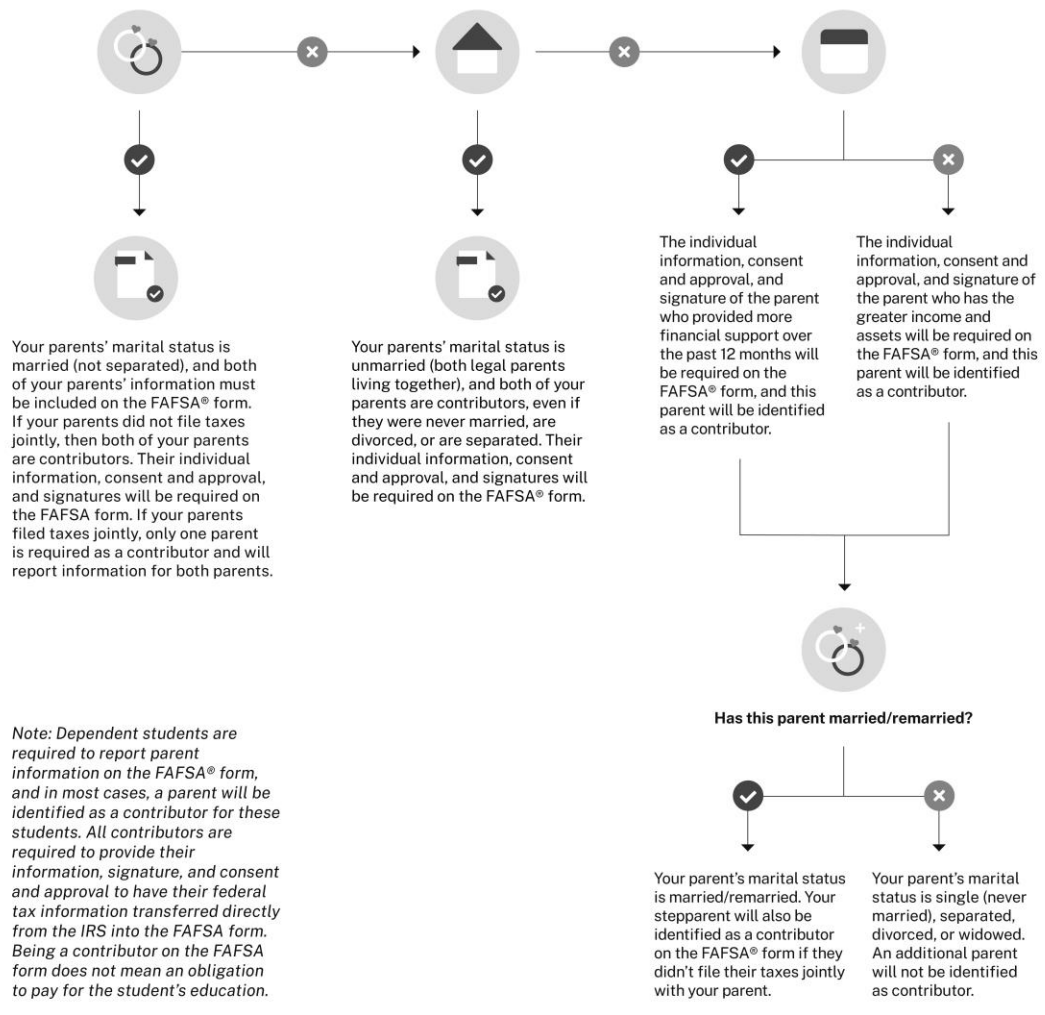 Your parents’ marital status is
married (not separated), and both
of your parents’ information must
be included on the FAFSA® form.
If your parents did not file taxes
jointly, then both of your parents
are contributors. Their individual
information, consent and approval,
and signatures will be required on
the FAFSA form. If your parents
filed taxes jointly, only one parent
is required as a contributor and will
report information for both parents.
Your parents’ marital status is
unmarried (both legal parents
living together), and both of your
parents are contributors, even if
they were never married, are
divorced, or are separated. Their
individual information, consent
and approval, and signatures will
be required on the FAFSA® form.
The individual
information, consent
and approval, and
signature of the parent
who provided more
financial support over
the past 12 months will
be required on the
FAFSA® form, and this
parent will be identified
as a contributor.
The individual
information, consent and
approval, and signature of
the parent who has the
greater income and
assets will be required on
the FAFSA® form, and this
parent will be identified
as a contributor.
Has this parent married/remarried?
Your parent’s marital status
is married/remarried. Your
stepparent will also be
identified as a contributor
on the FAFSA® form if they
didn’t file their taxes jointly
with your parent.
Your parent’s marital
status is single (never
married), separated,
divorced, or widowed.
An additional parent
will not be identified
as contributor.
Note: Dependent students are
required to report parent
information on the FAFSA® form,
and in most cases, a parent will be
identified as a contributor for these
students. All contributors are
required to provide their
information, signature, and consent
and approval to have their federal
tax information transferred directly
from the IRS into the FAFSA form.
Being a contributor on the FAFSA
form does not mean an obligation
to pay for the student’s education.